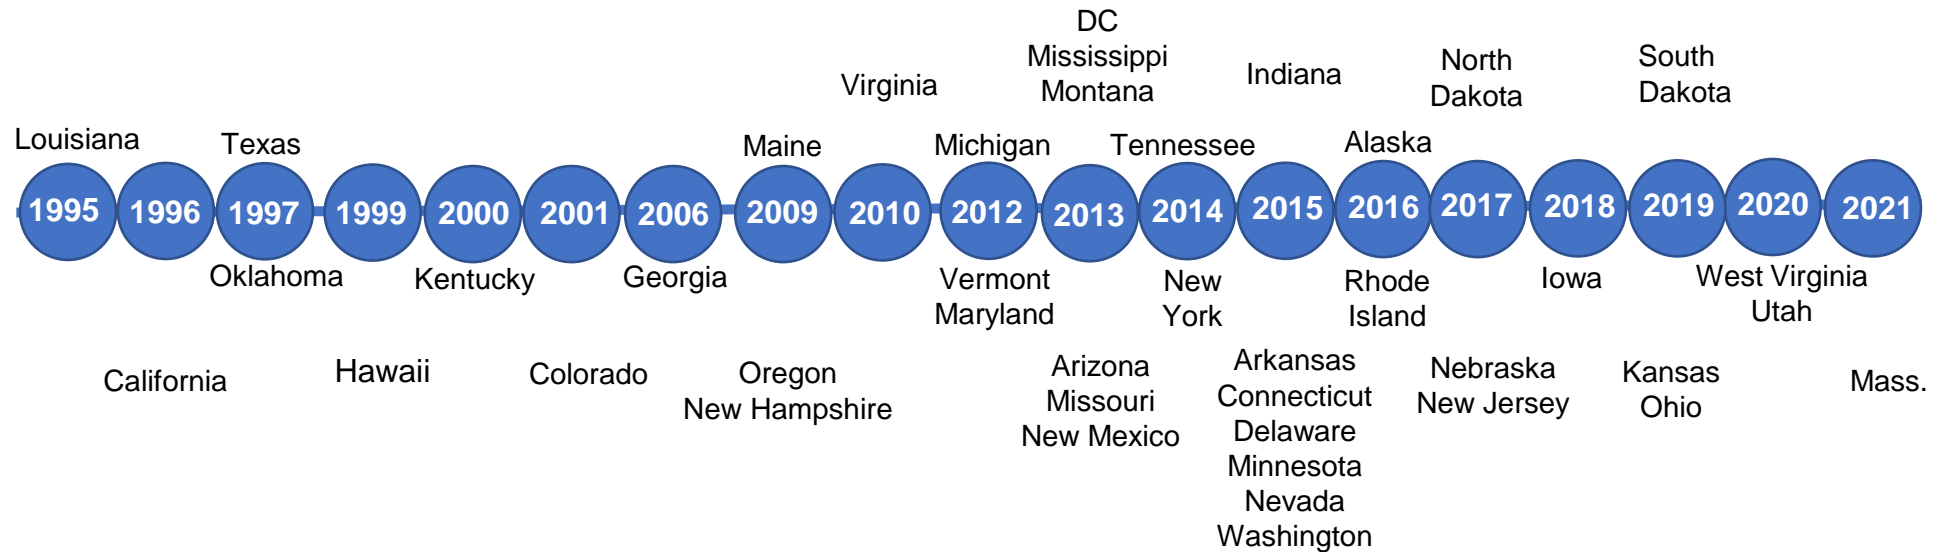 DC
Mississippi
Montana
Virginia
Indiana
North
Dakota
South
Dakota
Louisiana
Texas
Maine
Michigan
Tennessee
Alaska
1995
1996
1997
1999
2000
2001
2006
2009
2010
2012
2013
2014
2015
2016
2017
2018
2019
2020
2021
Oklahoma
Kentucky
Georgia
Vermont
Maryland
New
York
Rhode
Island
Iowa
West Virginia
Utah
California
Hawaii
Colorado
Oregon
New Hampshire
Arizona
Missouri
New Mexico
Arkansas
Connecticut
Delaware
Minnesota
Nevada
Washington
Nebraska
New Jersey
Kansas
Ohio
Mass.